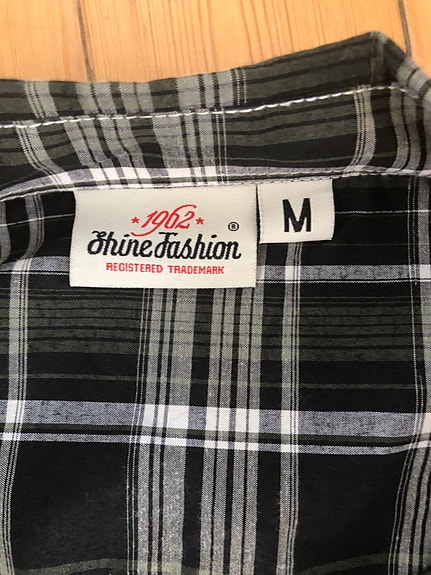 ★ 1962 ★
Shine Fashion ®
REGISTERED TRADEMARK
M